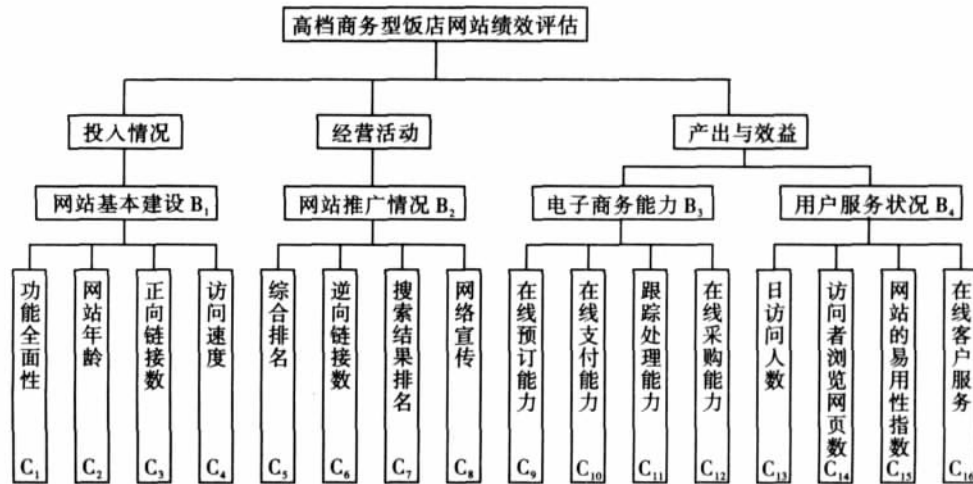 高档商务型饭店网站绩效评估
投入情况
经营活动
产出与效益
网站基本建设 B₁
网站推广情况 B₂
电子商务能力 B₃
用户服务状况 B₄
功能全面性 C₁
网站年龄 C₂
正向链接数 C₃
访问速度 C₄
综合排名 C₅
逆向链接数 C₆
搜索结果排名 C₇
网络宣传 C₈
在线预订能力 C₉
在线支付能力 C₁₀
跟踪处理能力 C₁₁
在线采购能力 C₁₂
日访问人数 C₁₃
访问者浏览网页数 C₁₄
网站的易用性指数 C₁₅
在线客户服务 C₁₆